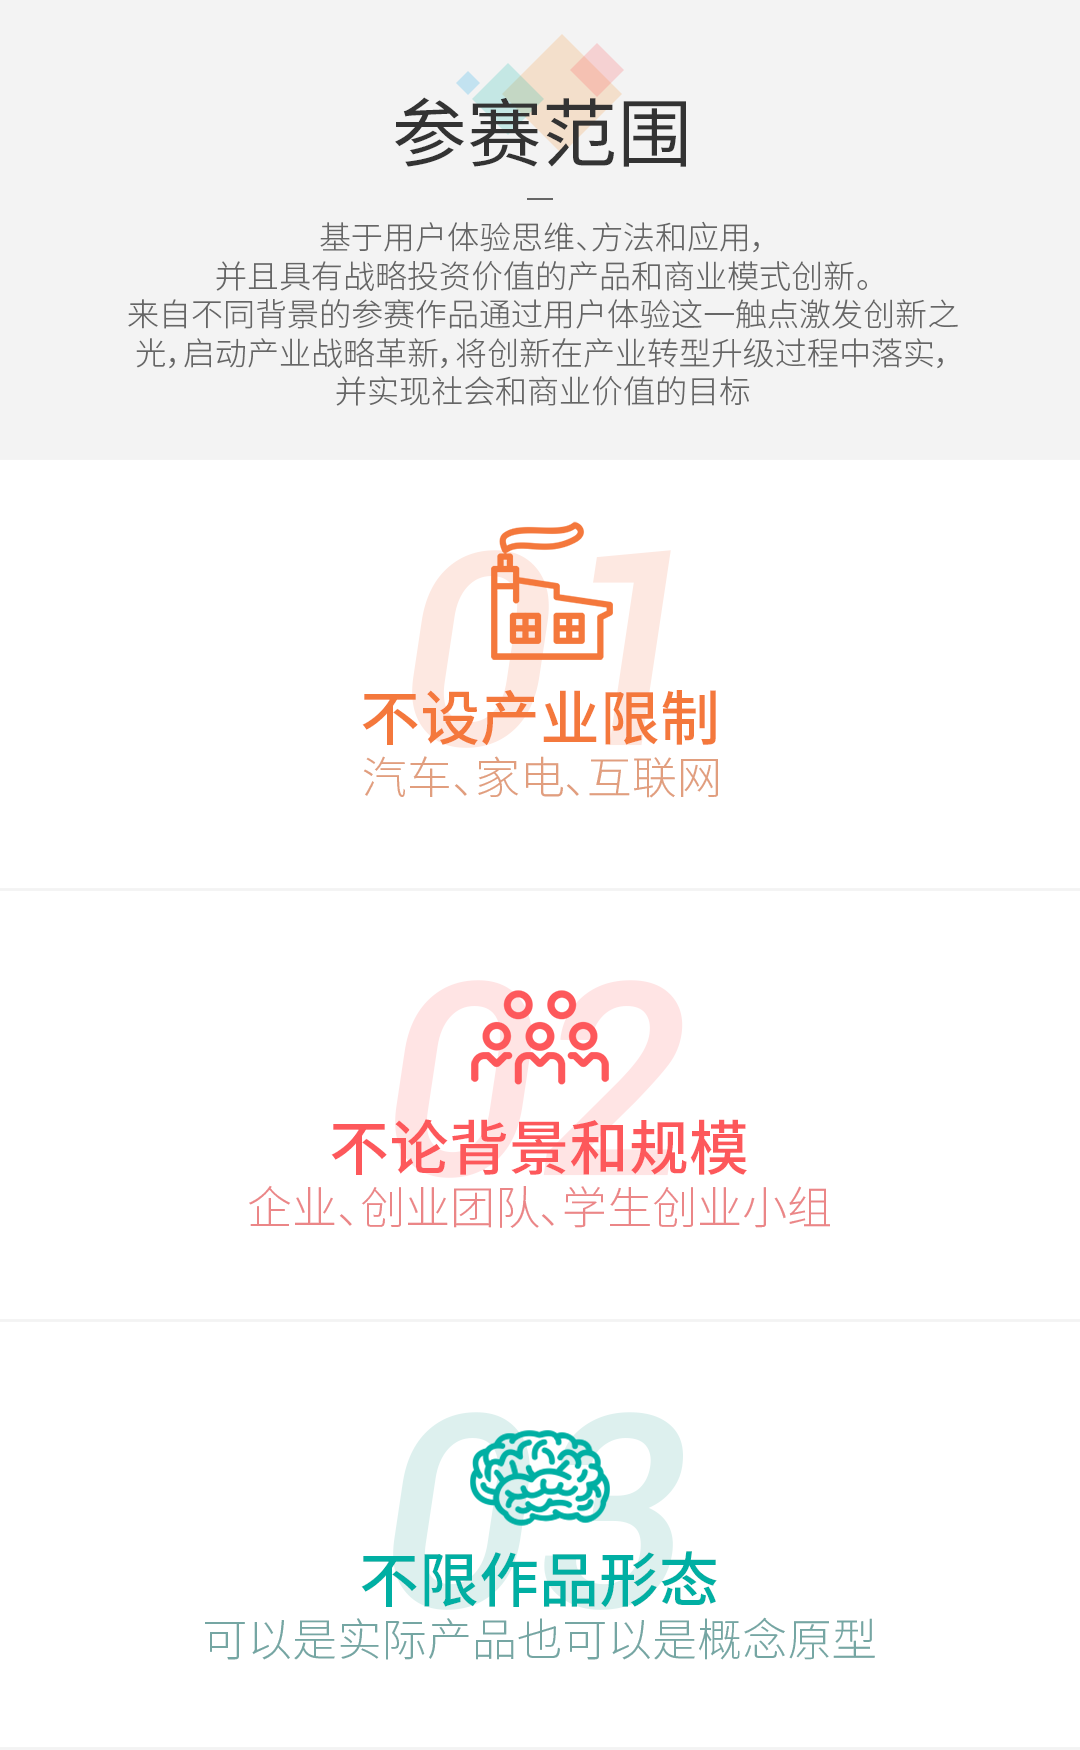 参赛范围
基于用户体验思维、方法和应用，
并且具有战略投资价值的产品和商业模式创新。
来自不同背景的参赛作品通过用户体验这一触点激发创新之
光，启动产业战略革新，将创新在产业转型升级过程中落实，
并实现社会和商业价值的目标
01
不设产业限制
汽车、家电、互联网
02
不论背景和规模
企业、创业团队、学生创业小组
03
不限作品形态
可以是实际产品也可以是概念原型